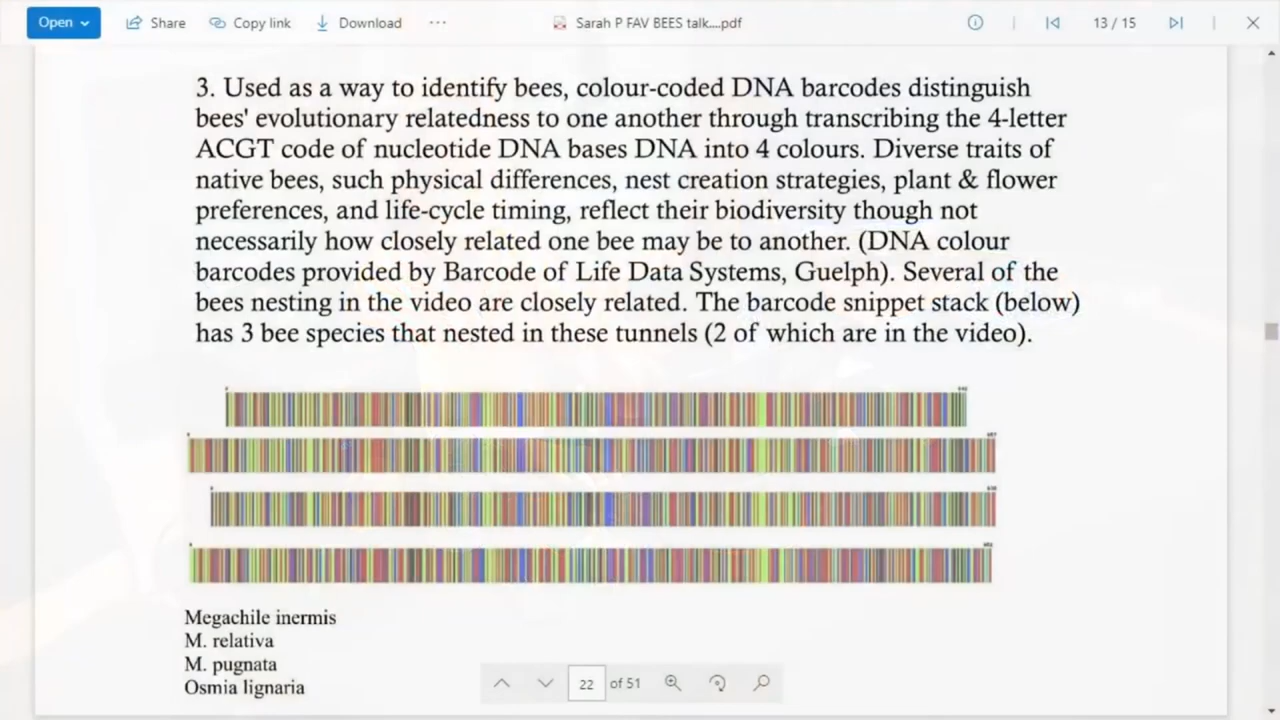 Open
Share
Copy link
Download
Sarah P FAV BEES talk....pdf
13 / 15
3. Used as a way to identify bees, colour-coded DNA barcodes distinguish
bees' evolutionary relatedness to one another through transcribing the 4-letter
ACGT code of nucleotide DNA bases DNA into 4 colours. Diverse traits of
native bees, such physical differences, nest creation strategies, plant & flower
preferences, and life-cycle timing, reflect their biodiversity though not
necessarily how closely related one bee may be to another. (DNA colour
barcodes provided by Barcode of Life Data Systems, Guelph). Several of the
bees nesting in the video are closely related. The barcode snippet stack (below)
has 3 bee species that nested in these tunnels (2 of which are in the video).
Megachile inermis
M. relativa
M. pugnata
Osmia lignaria
22 of 51